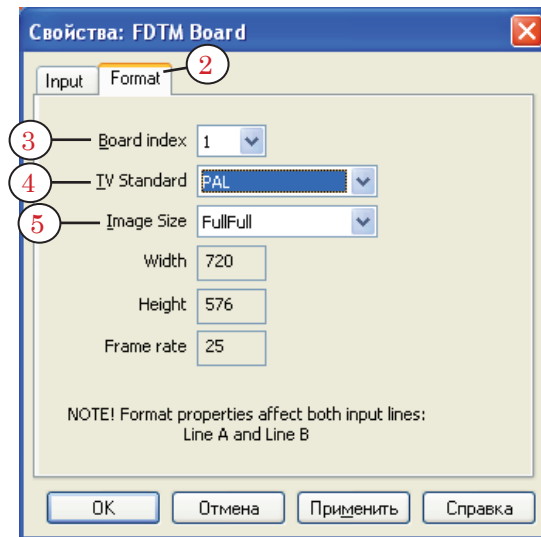 Свойства: FDTM Board
2
Input Format
3 Board index 1
4 TV Standard PAL
5 Image Size FullFull
Width 720
Height 576
Frame rate 25
NOTE! Format properties affect both input lines:
Line A and Line B
OK Отмена Применить Справка